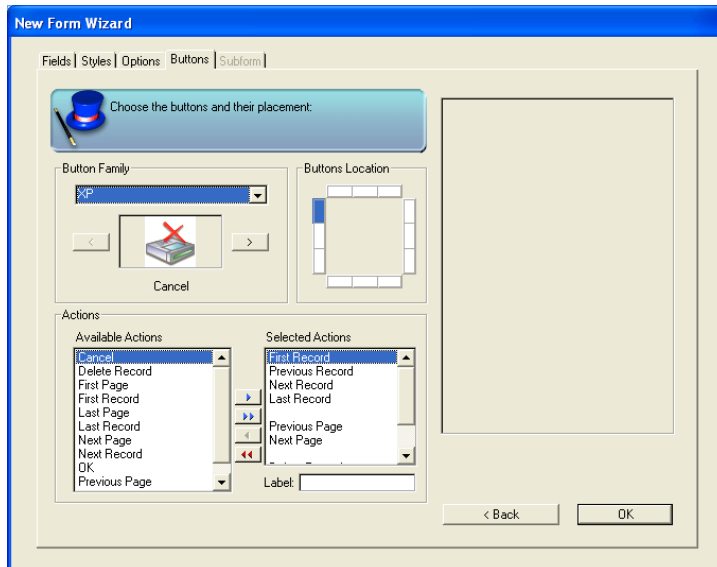 New Form Wizard
Fields Styles Options Buttons Subform
Choose the buttons and their placement:
Button Family
XP
< >
Cancel
Buttons Location
Actions
Available Actions
Cancel
Delete Record
First Page
First Record
Last Page
Last Record
Next Page
Next Record
OK
Previous Page
Selected Actions
First Record
Previous Record
Next Record
Last Record
Previous Page
Next Page
Label:
< Back OK